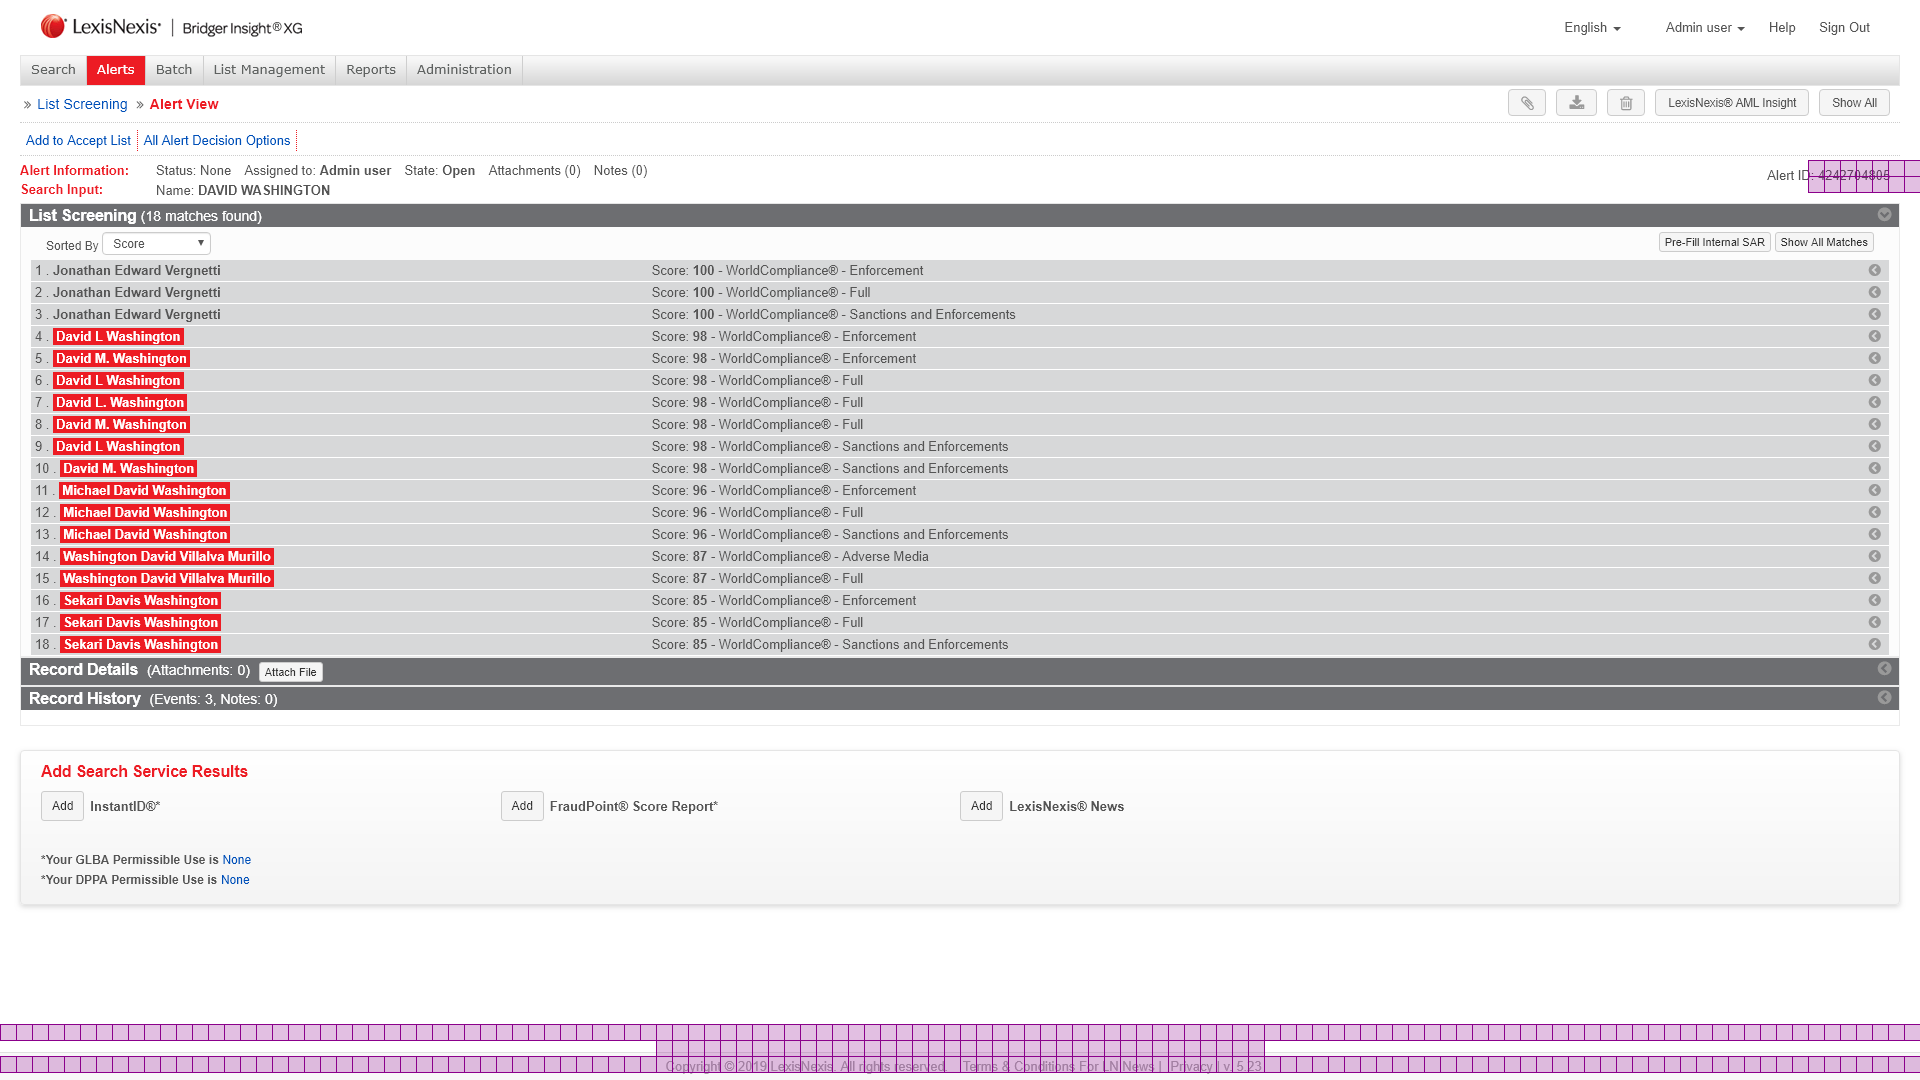 LexisNexis® | Bridger Insight® XG English Admin user Help Sign Out
Search Alerts Batch List Management Reports Administration
» List Screening » Alert View LexisNexis® AML Insight Show All
Add to Accept List All Alert Decision Options
Alert Information: Status: None Assigned to: Admin user State: Open Attachments (0) Notes (0)
Alert ID: 4242704805
Search Input: Name: DAVID WASHINGTON
List Screening (18 matches found)
Sorted By Score Pre-Fill Internal SAR Show All Matches
1 . Jonathan Edward Vergnetti Score: 100 - WorldCompliance® - Enforcement
2 . Jonathan Edward Vergnetti Score: 100 - WorldCompliance® - Full
3 . Jonathan Edward Vergnetti Score: 100 - WorldCompliance® - Sanctions and Enforcements
4 . David L Washington Score: 98 - WorldCompliance® - Enforcement
5 . David M. Washington Score: 98 - WorldCompliance® - Enforcement
6 . David L Washington Score: 98 - WorldCompliance® - Full
7 . David L. Washington Score: 98 - WorldCompliance® - Full
8 . David M. Washington Score: 98 - WorldCompliance® - Full
9 . David L Washington Score: 98 - WorldCompliance® - Sanctions and Enforcements
10 . David M. Washington Score: 98 - WorldCompliance® - Sanctions and Enforcements
11 . Michael David Washington Score: 96 - WorldCompliance® - Enforcement
12 . Michael David Washington Score: 96 - WorldCompliance® - Full
13 . Michael David Washington Score: 96 - WorldCompliance® - Sanctions and Enforcements
14 . Washington David Villalva Murillo Score: 87 - WorldCompliance® - Adverse Media
15 . Washington David Villalva Murillo Score: 87 - WorldCompliance® - Full
16 . Sekari Davis Washington Score: 85 - WorldCompliance® - Enforcement
17 . Sekari Davis Washington Score: 85 - WorldCompliance® - Full
18 . Sekari Davis Washington Score: 85 - WorldCompliance® - Sanctions and Enforcements
Record Details (Attachments: 0) Attach File
Record History (Events: 3, Notes: 0)
Add Search Service Results
Add InstantID®* Add FraudPoint® Score Report* Add LexisNexis® News
*Your GLBA Permissible Use is None
*Your DPPA Permissible Use is None
Copyright © 2019 LexisNexis. All rights reserved. Terms & Conditions For LN News | Privacy | v. 5.23